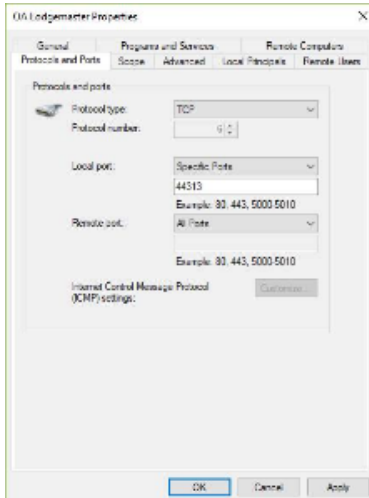 OA Lodgemaster Properties
General Programs and Services Remote Computers
Protocols and Ports Scope Advanced Local Principals Remote Users
Protocols and ports
Protocol type: TCP
Protocol number: 6
Local port: Specific Ports
44313
Example: 80, 443, 5000-5010
Remote port: All Ports
Example: 80, 443, 5000-5010
Internet Control Message Protocol Customize...
(ICMP) settings:
OK Cancel Apply